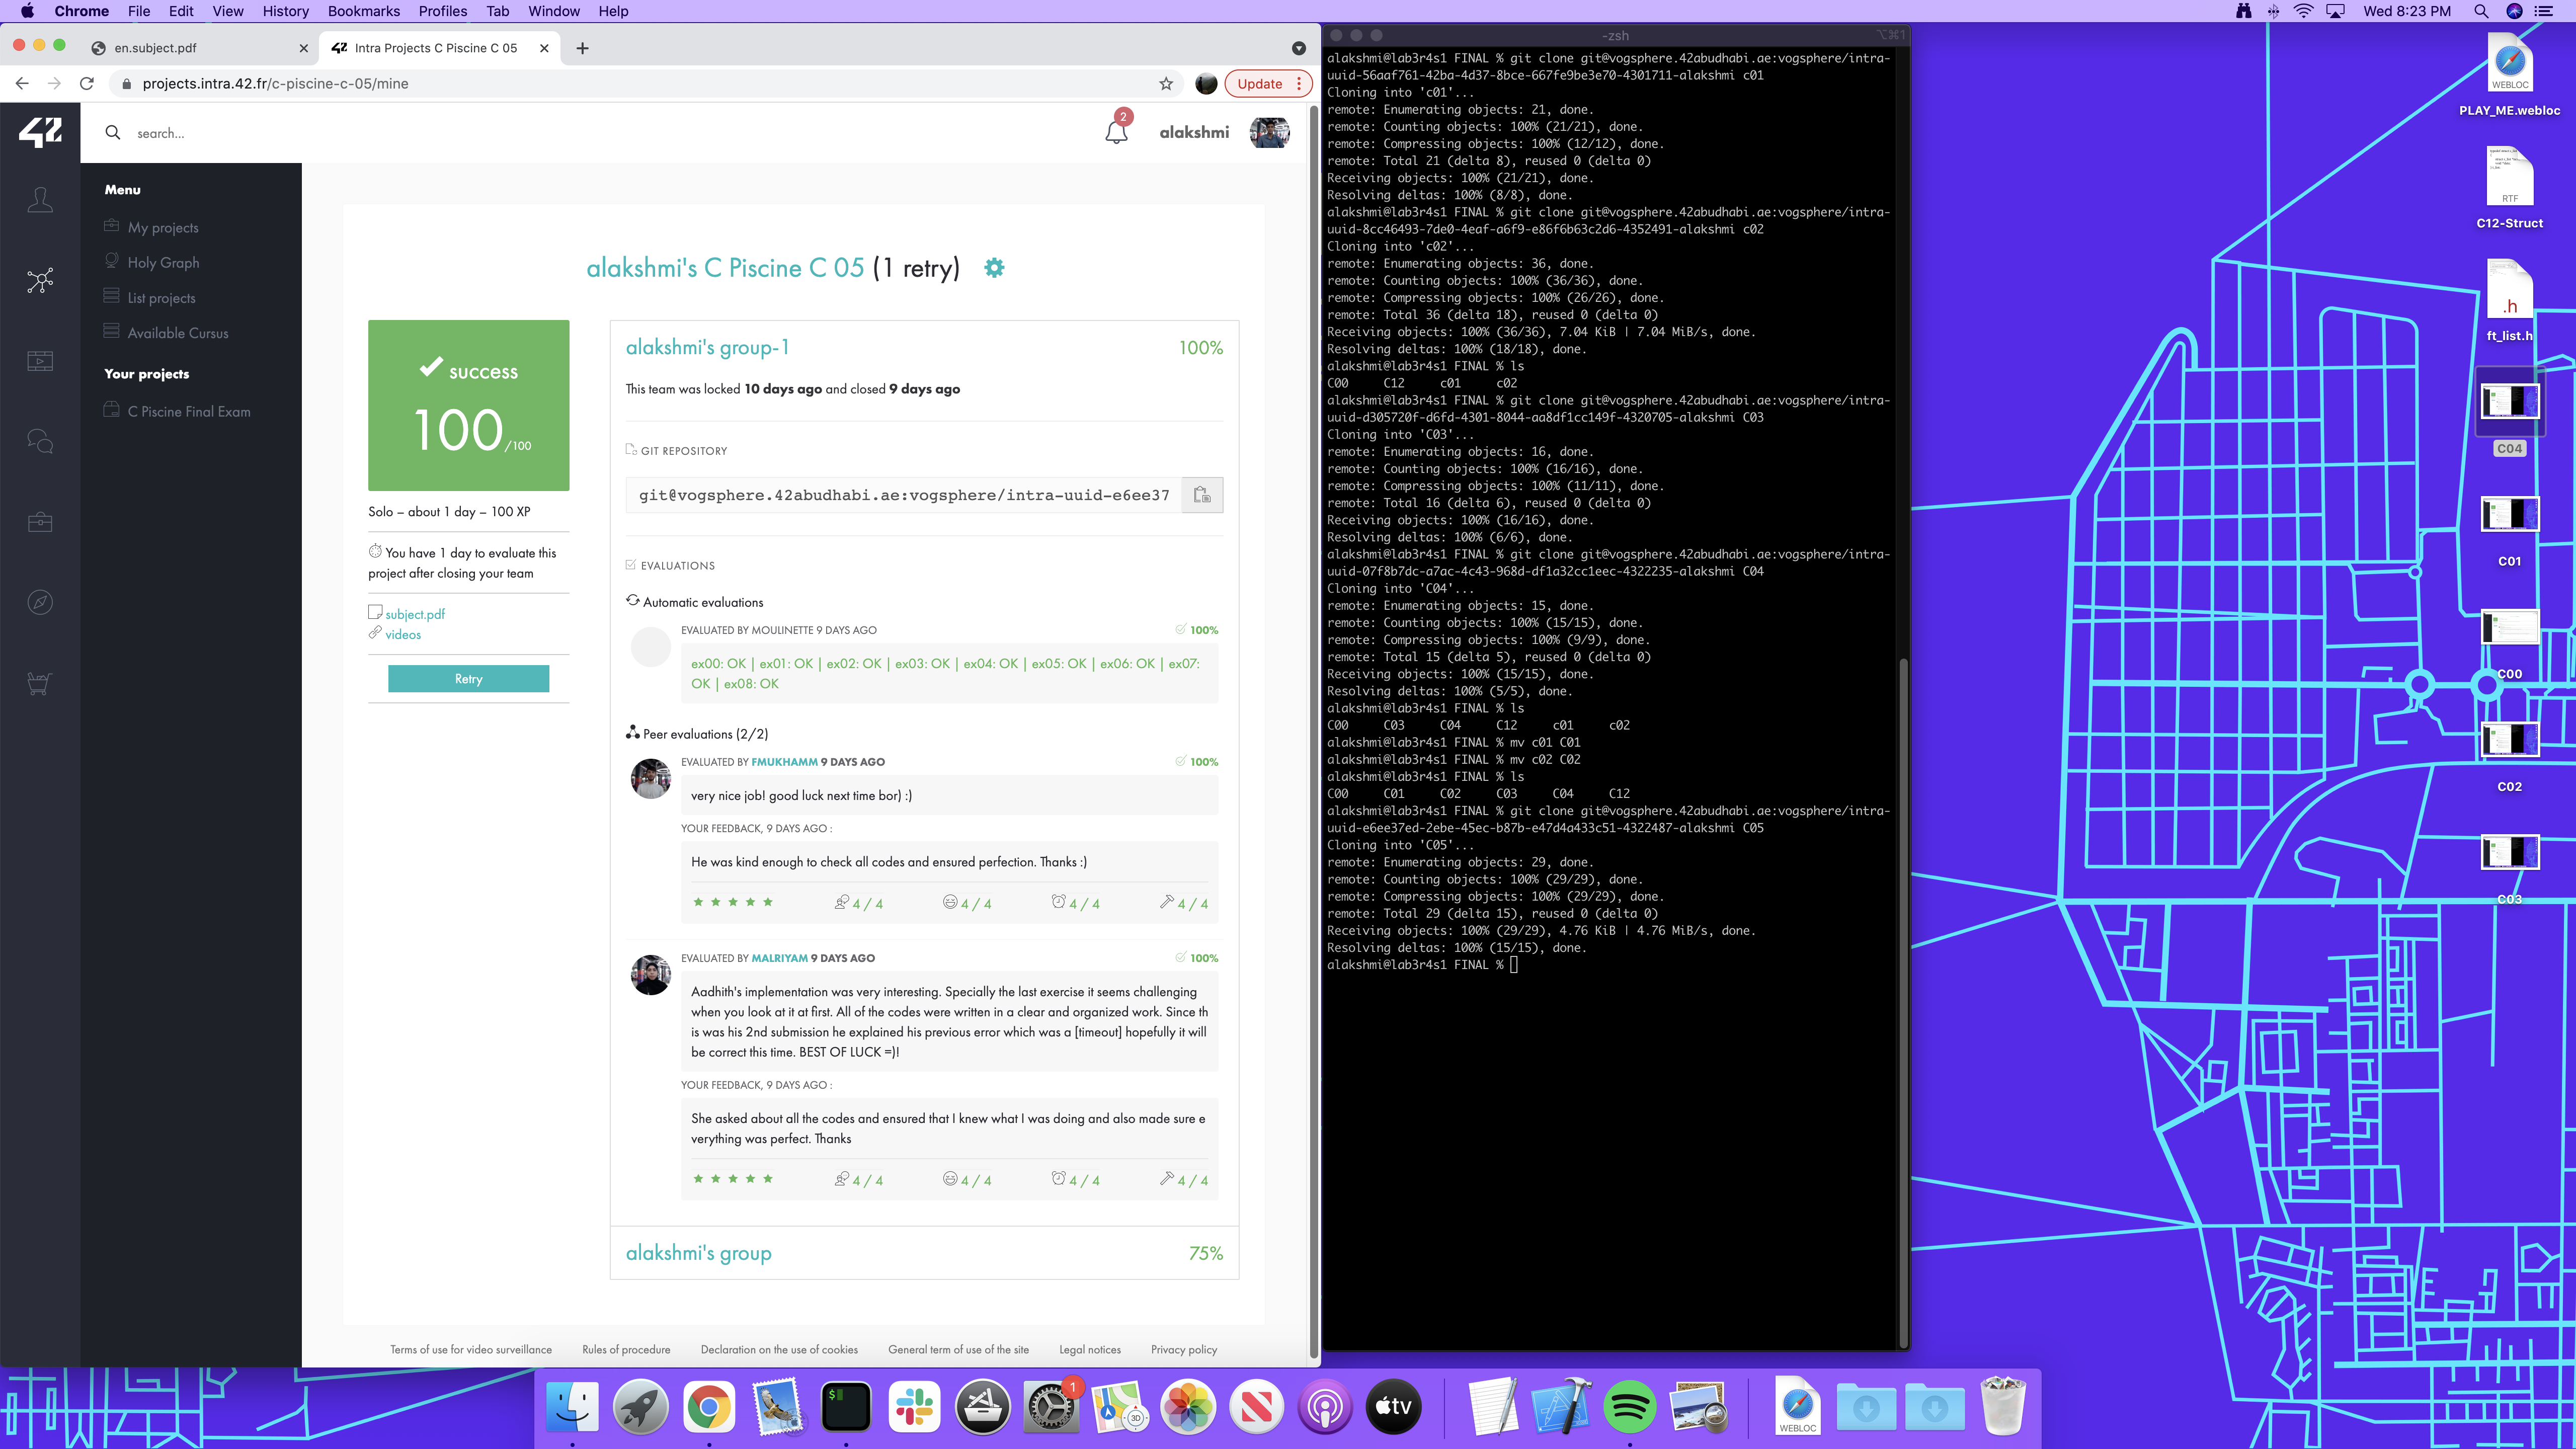 Chrome File Edit View History Bookmarks Profiles Tab Window Help
Wed 8:23 PM
en.subject.pdf
Intra Projects C Piscine C 05
projects.intra.42.fr/c-piscine-c-05/mine
Update
42
search...
2
alakshmi
Menu
My projects
Holy Graph
List projects
Available Cursus
Your projects
C Piscine Final Exam
alakshmi's C Piscine C 05 (1 retry)
success
100/100
Solo – about 1 day – 100 XP
You have 1 day to evaluate this
project after closing your team
subject.pdf
videos
Retry
alakshmi's group-1 100%
This team was locked 10 days ago and closed 9 days ago
GIT REPOSITORY
git@vogsphere.42abudhabi.ae:vogsphere/intra-uuid-e6ee37
EVALUATIONS
Automatic evaluations
EVALUATED BY MOULINETTE 9 DAYS AGO 100%
ex00: OK | ex01: OK | ex02: OK | ex03: OK | ex04: OK | ex05: OK | ex06: OK | ex07:
OK | ex08: OK
Peer evaluations (2/2)
EVALUATED BY FMUKHAMM 9 DAYS AGO 100%
very nice job! good luck next time bor) :)
YOUR FEEDBACK, 9 DAYS AGO :
He was kind enough to check all codes and ensured perfection. Thanks :)
4 / 4 4 / 4 4 / 4 4 / 4
EVALUATED BY MALRIYAM 9 DAYS AGO 100%
Aadhith's implementation was very interesting. Specially the last exercise it seems challenging
when you look at it at first. All of the codes were written in a clear and organized work. Since th
is was his 2nd submission he explained his previous error which was a [timeout] hopefully it will
be correct this time. BEST OF LUCK =)!
YOUR FEEDBACK, 9 DAYS AGO :
She asked about all the codes and ensured that I knew what I was doing and also made sure e
verything was perfect. Thanks
4 / 4 4 / 4 4 / 4 4 / 4
alakshmi's group 75%
Terms of use for video surveillance Rules of procedure Declaration on the use of cookies General term of use of the site Legal notices Privacy policy
-zsh
⌥⌘1
alakshmi@lab3r4s1 FINAL % git clone git@vogsphere.42abudhabi.ae:vogsphere/intra-
uuid-56aaf761-42ba-4d37-8bce-667fe9be3e70-4301711-alakshmi c01
Cloning into 'c01'...
remote: Enumerating objects: 21, done.
remote: Counting objects: 100% (21/21), done.
remote: Compressing objects: 100% (12/12), done.
remote: Total 21 (delta 8), reused 0 (delta 0)
Receiving objects: 100% (21/21), done.
Resolving deltas: 100% (8/8), done.
alakshmi@lab3r4s1 FINAL % git clone git@vogsphere.42abudhabi.ae:vogsphere/intra-
uuid-8cc46493-7de0-4eaf-a6f9-e86f6b63c2d6-4352491-alakshmi c02
Cloning into 'c02'...
remote: Enumerating objects: 36, done.
remote: Counting objects: 100% (36/36), done.
remote: Compressing objects: 100% (26/26), done.
remote: Total 36 (delta 18), reused 0 (delta 0)
Receiving objects: 100% (36/36), 7.04 KiB | 7.04 MiB/s, done.
Resolving deltas: 100% (18/18), done.
alakshmi@lab3r4s1 FINAL % ls
C00 C12 c01 c02
alakshmi@lab3r4s1 FINAL % git clone git@vogsphere.42abudhabi.ae:vogsphere/intra-
uuid-d305720f-d6fd-4301-8044-aa8df1cc149f-4320705-alakshmi C03
Cloning into 'C03'...
remote: Enumerating objects: 16, done.
remote: Counting objects: 100% (16/16), done.
remote: Compressing objects: 100% (11/11), done.
remote: Total 16 (delta 6), reused 0 (delta 0)
Receiving objects: 100% (16/16), done.
Resolving deltas: 100% (6/6), done.
alakshmi@lab3r4s1 FINAL % git clone git@vogsphere.42abudhabi.ae:vogsphere/intra-
uuid-07f8b7dc-a7ac-4c43-968d-df1a32cc1eec-4322235-alakshmi C04
Cloning into 'C04'...
remote: Enumerating objects: 15, done.
remote: Counting objects: 100% (15/15), done.
remote: Compressing objects: 100% (9/9), done.
remote: Total 15 (delta 5), reused 0 (delta 0)
Receiving objects: 100% (15/15), done.
Resolving deltas: 100% (5/5), done.
alakshmi@lab3r4s1 FINAL % ls
C00 C03 C04 C12 c01 c02
alakshmi@lab3r4s1 FINAL % mv c01 C01
alakshmi@lab3r4s1 FINAL % mv c02 C02
alakshmi@lab3r4s1 FINAL % ls
C00 C01 C02 C03 C04 C12
alakshmi@lab3r4s1 FINAL % git clone git@vogsphere.42abudhabi.ae:vogsphere/intra-
uuid-e6ee37ed-2ebe-45ec-b87b-e47d4a433c51-4322487-alakshmi C05
Cloning into 'C05'...
remote: Enumerating objects: 29, done.
remote: Counting objects: 100% (29/29), done.
remote: Compressing objects: 100% (29/29), done.
remote: Total 29 (delta 15), reused 0 (delta 0)
Receiving objects: 100% (29/29), 4.76 KiB | 4.76 MiB/s, done.
Resolving deltas: 100% (15/15), done.
alakshmi@lab3r4s1 FINAL %
WEBLOC
PLAY_ME.webloc
RTF
C12-Struct
.h
ft_list.h
C04
C01
C00
C02
C03
$
1
3D
tv
WEBLOC